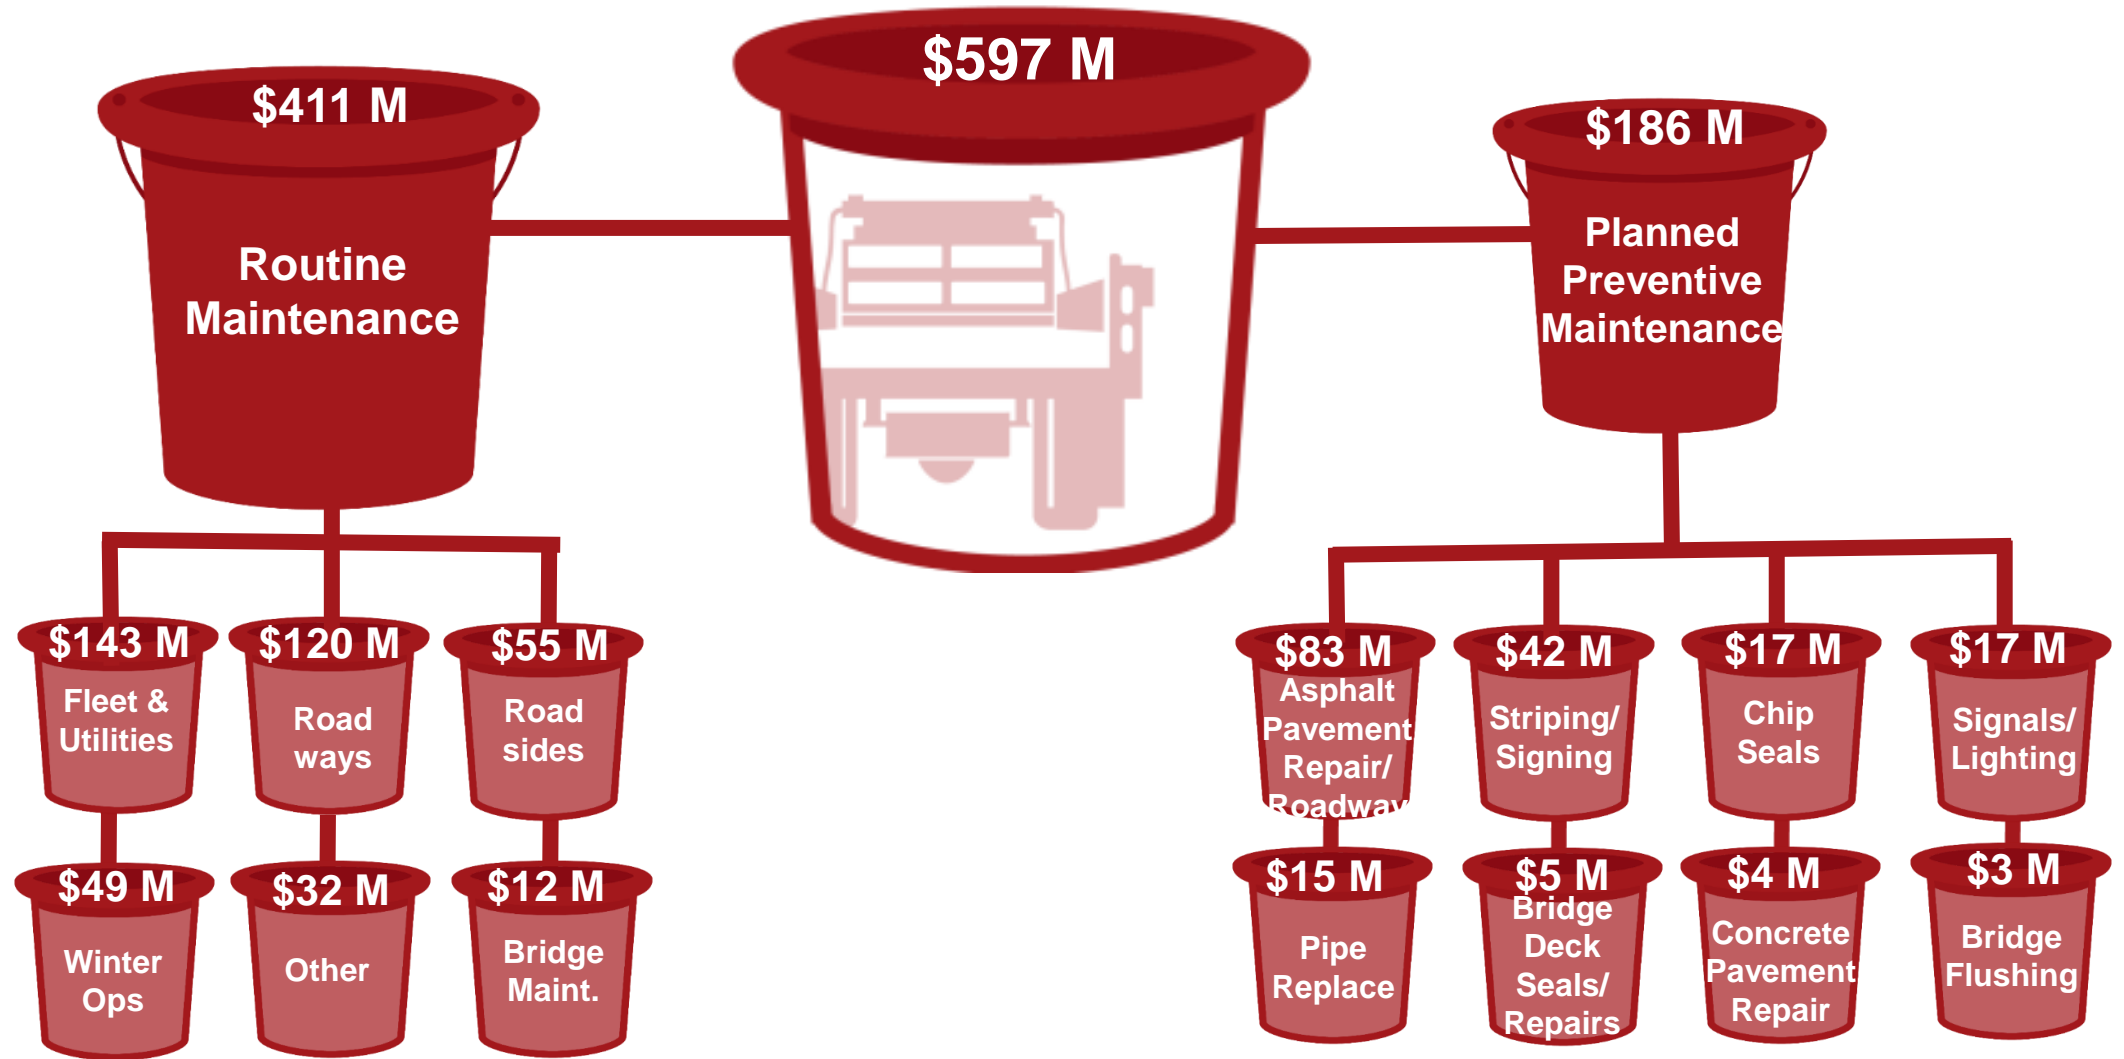 $597 M
$411 M
Routine
Maintenance
$186 M
Planned
Preventive
Maintenance
$143 M
Fleet &
Utilities
$120 M
Road
ways
$55 M
Road
sides
$49 M
Winter
Ops
$32 M
Other
$12 M
Bridge
Maint.
$83 M
Asphalt
Pavement
Repair/
Roadway
$42 M
Striping/
Signing
$17 M
Chip
Seals
$17 M
Signals/
Lighting
$15 M
Pipe
Replace
$5 M
Bridge
Deck
Seals/
Repairs
$4 M
Concrete
Pavement
Repair
$3 M
Bridge
Flushing